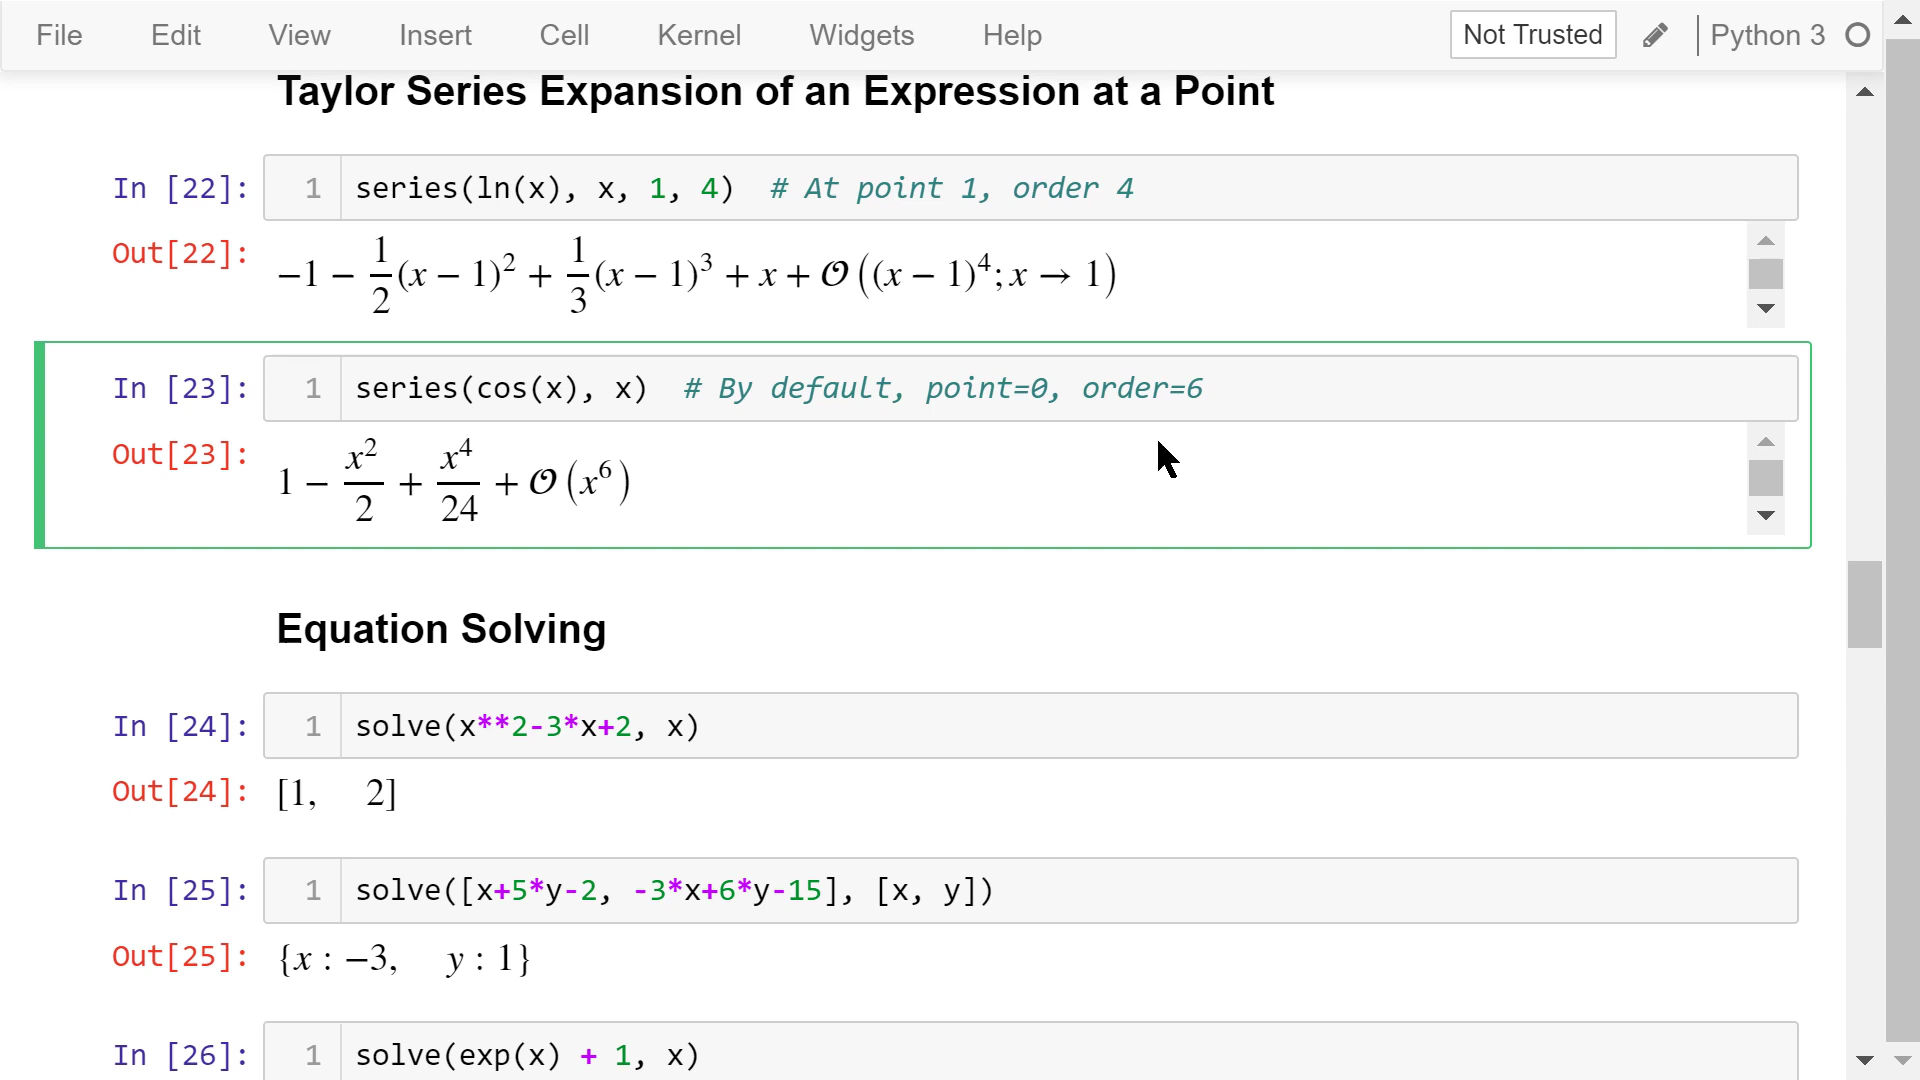 File Edit View Insert Cell Kernel Widgets Help Not Trusted Python 3
Taylor Series Expansion of an Expression at a Point
In [22]: 1 series(ln(x), x, 1, 4)  # At point 1, order 4
Out[22]: −1 − 1/2 (x − 1)² + 1/3 (x − 1)³ + x + 𝒪((x − 1)⁴; x → 1)
In [23]: 1 series(cos(x), x)  # By default, point=0, order=6
Out[23]: 1 − x²/2 + x⁴/24 + 𝒪(x⁶)
Equation Solving
In [24]: 1 solve(x**2-3*x+2, x)
Out[24]: [1, 2]
In [25]: 1 solve([x+5*y-2, -3*x+6*y-15], [x, y])
Out[25]: {x : −3, y : 1}
In [26]: 1 solve(exp(x) + 1, x)